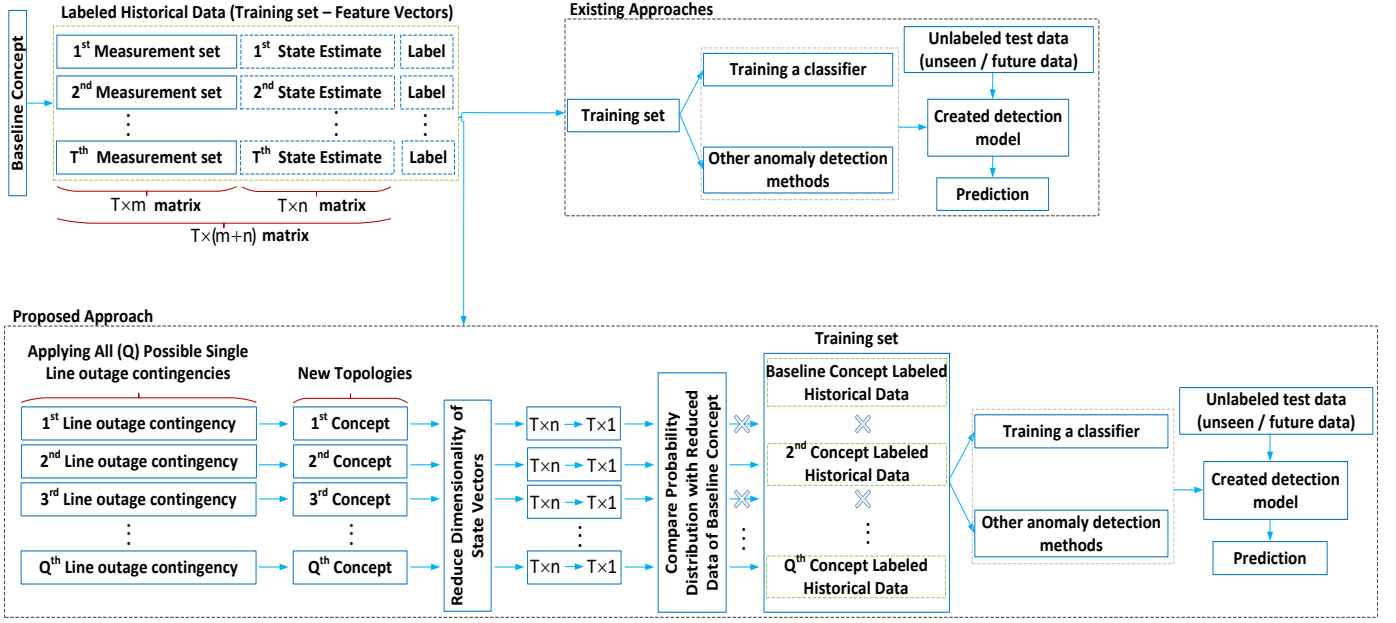 Baseline Concept
Labeled Historical Data (Training set – Feature Vectors)
1st Measurement set
1st State Estimate
Label
2nd Measurement set
2nd State Estimate
Label
Tth Measurement set
Tth State Estimate
Label
T×m matrix
T×n matrix
T×(m+n) matrix
Existing Approaches
Training set
Training a classifier
Other anomaly detection
methods
Unlabeled test data
(unseen / future data)
Created detection
model
Prediction
Proposed Approach
Applying All (Q) Possible Single
Line outage contingencies
New Topologies
1st Line outage contingency
1st Concept
2nd Line outage contingency
2nd Concept
3rd Line outage contingency
3rd Concept
Qth Line outage contingency
Qth Concept
Reduce Dimensionality of
State Vectors
T×n → T×1
T×n → T×1
T×n → T×1
T×n → T×1
Compare Probability
Distribution with Reduced
Data of Baseline Concept
Training set
Baseline Concept Labeled
Historical Data
2nd Concept Labeled
Historical Data
Qth Concept Labeled
Historical Data
Training a classifier
Other anomaly detection
methods
Unlabeled test data
(unseen / future data)
Created detection
model
Prediction